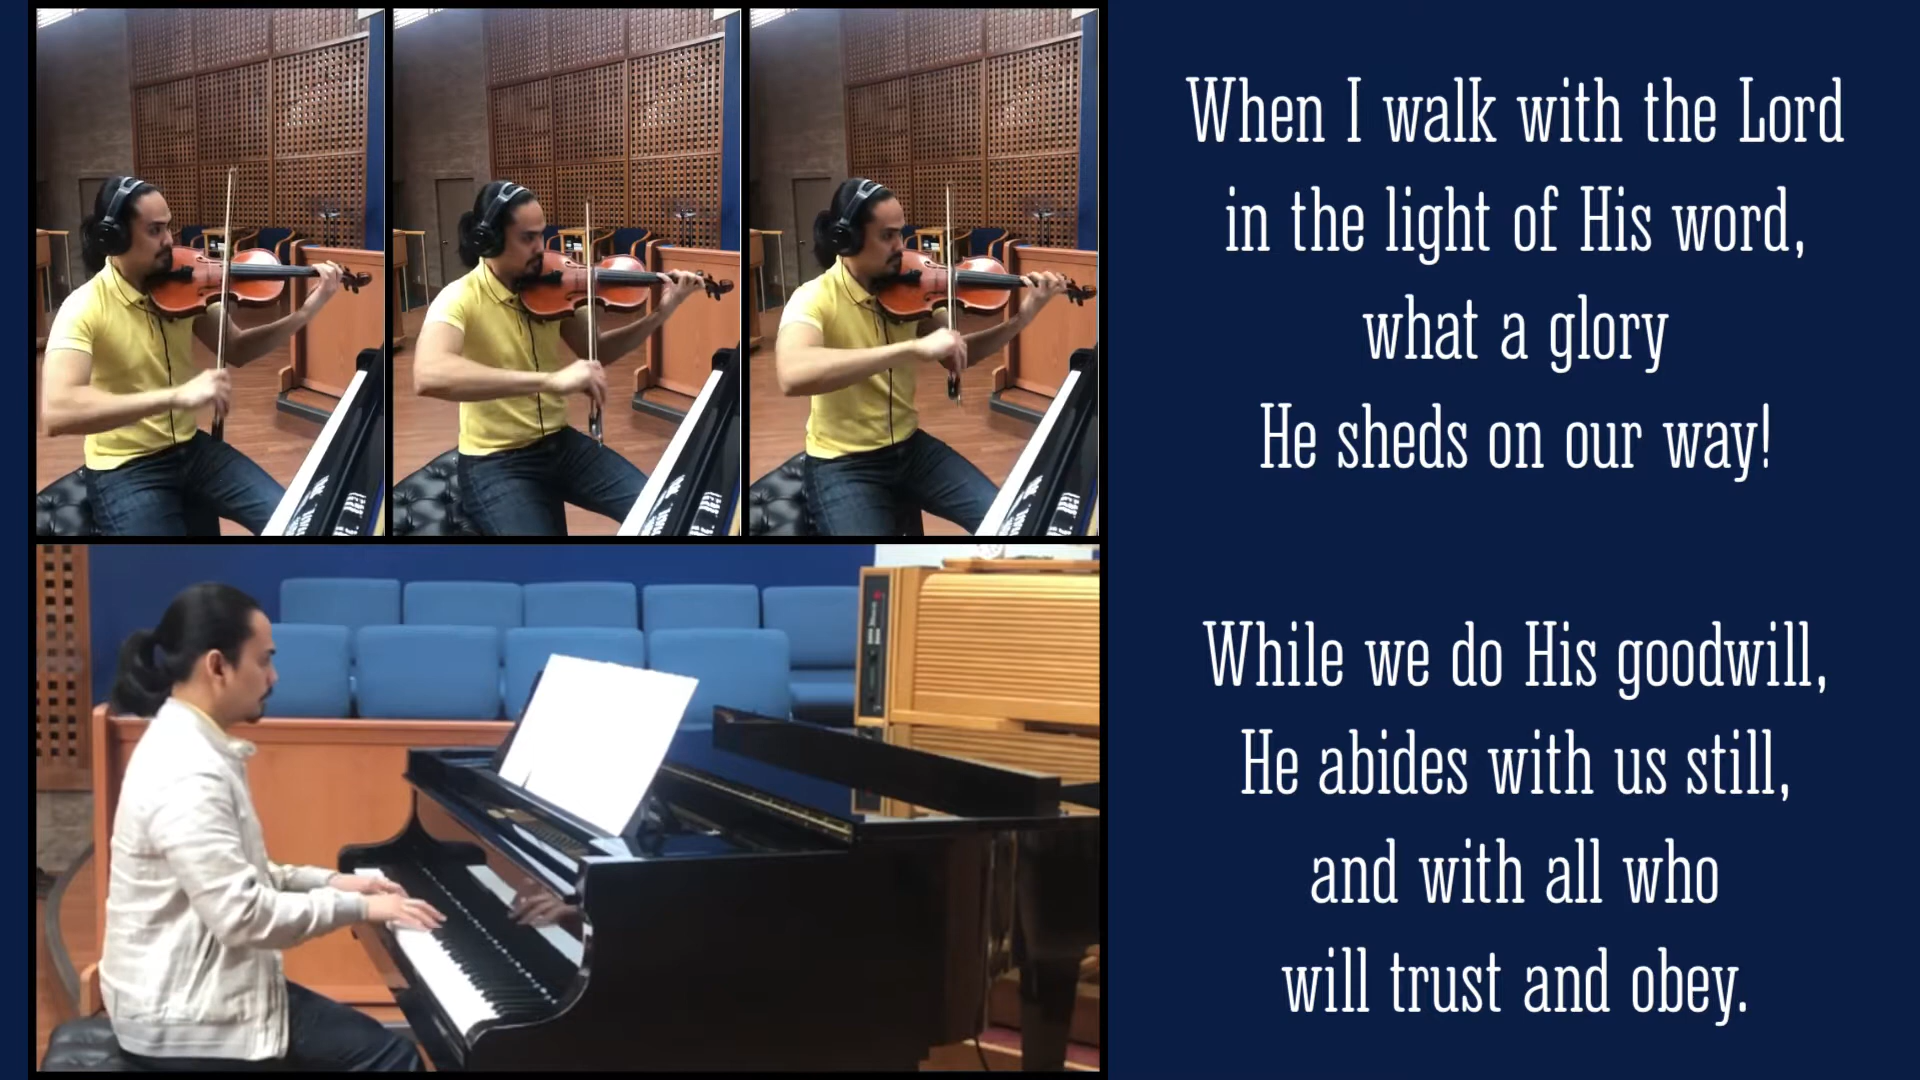 When I walk with the Lord
in the light of His word,
what a glory
He sheds on our way!
While we do His goodwill,
He abides with us still,
and with all who
will trust and obey.